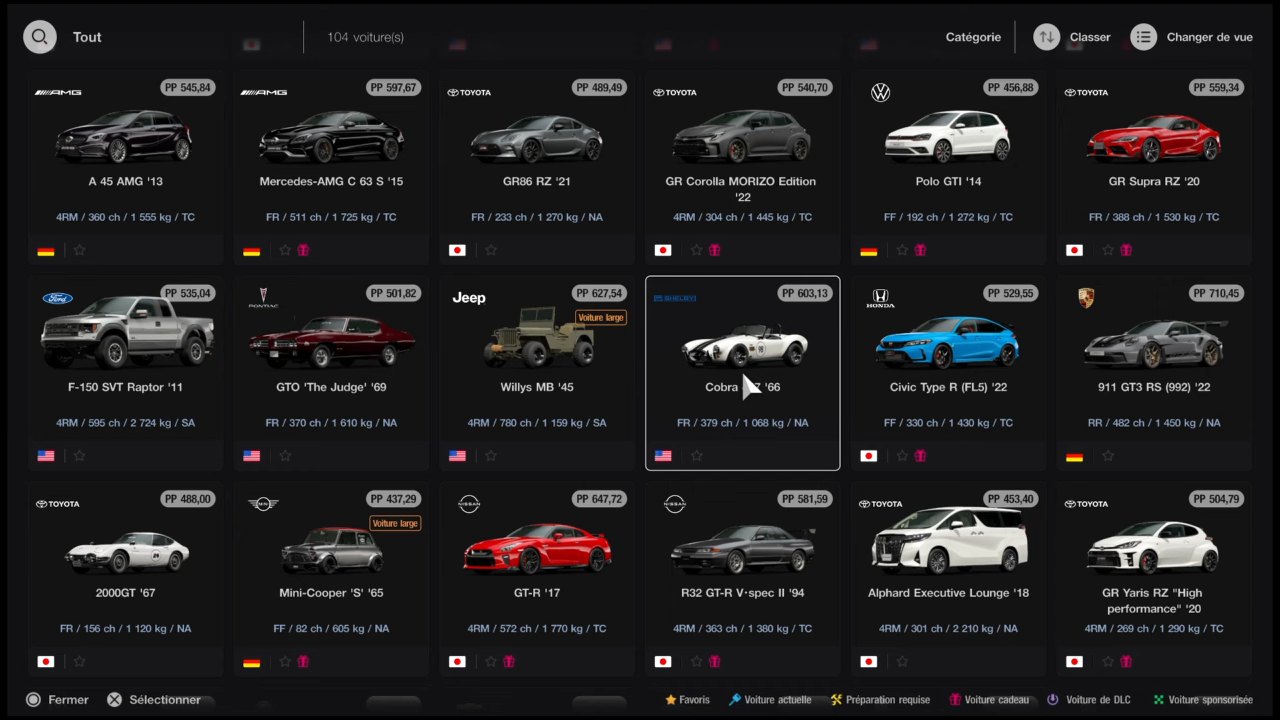 Tout
104 voiture(s)
Catégorie
Classer
Changer de vue
AMG
PP 545,84
A 45 AMG '13
4RM / 360 ch / 1 555 kg / TC
AMG
PP 597,67
Mercedes-AMG C 63 S '15
FR / 511 ch / 1 725 kg / TC
TOYOTA
PP 489,49
GR86 RZ '21
FR / 233 ch / 1 270 kg / NA
TOYOTA
PP 540,70
GR Corolla MORIZO Edition
'22
4RM / 304 ch / 1 445 kg / TC
PP 456,88
Polo GTI '14
FF / 192 ch / 1 272 kg / TC
TOYOTA
PP 559,34
GR Supra RZ '20
FR / 388 ch / 1 530 kg / TC
Ford
PP 535,04
F-150 SVT Raptor '11
4RM / 595 ch / 2 724 kg / SA
PONTIAC
PP 501,82
GTO 'The Judge' '69
FR / 370 ch / 1 610 kg / NA
Jeep
PP 627,54
Voiture large
Willys MB '45
4RM / 780 ch / 1 159 kg / SA
SHELBY
PP 603,13
Cobra '66
FR / 379 ch / 1 068 kg / NA
HONDA
PP 529,55
Civic Type R (FL5) '22
FF / 330 ch / 1 430 kg / TC
PP 710,45
911 GT3 RS (992) '22
RR / 482 ch / 1 450 kg / NA
TOYOTA
PP 488,00
2000GT '67
FR / 156 ch / 1 120 kg / NA
MINI
PP 437,29
Voiture large
Mini-Cooper 'S' '65
FF / 82 ch / 605 kg / NA
NISSAN
PP 647,72
GT-R '17
4RM / 572 ch / 1 770 kg / TC
NISSAN
PP 581,59
R32 GT-R V·spec II '94
4RM / 363 ch / 1 380 kg / TC
TOYOTA
PP 453,40
Alphard Executive Lounge '18
4RM / 301 ch / 2 210 kg / NA
TOYOTA
PP 504,79
GR Yaris RZ "High
performance" '20
4RM / 269 ch / 1 290 kg / TC
Fermer
Sélectionner
Favoris
Voiture actuelle
Préparation requise
Voiture cadeau
Voiture de DLC
Voiture sponsorisée